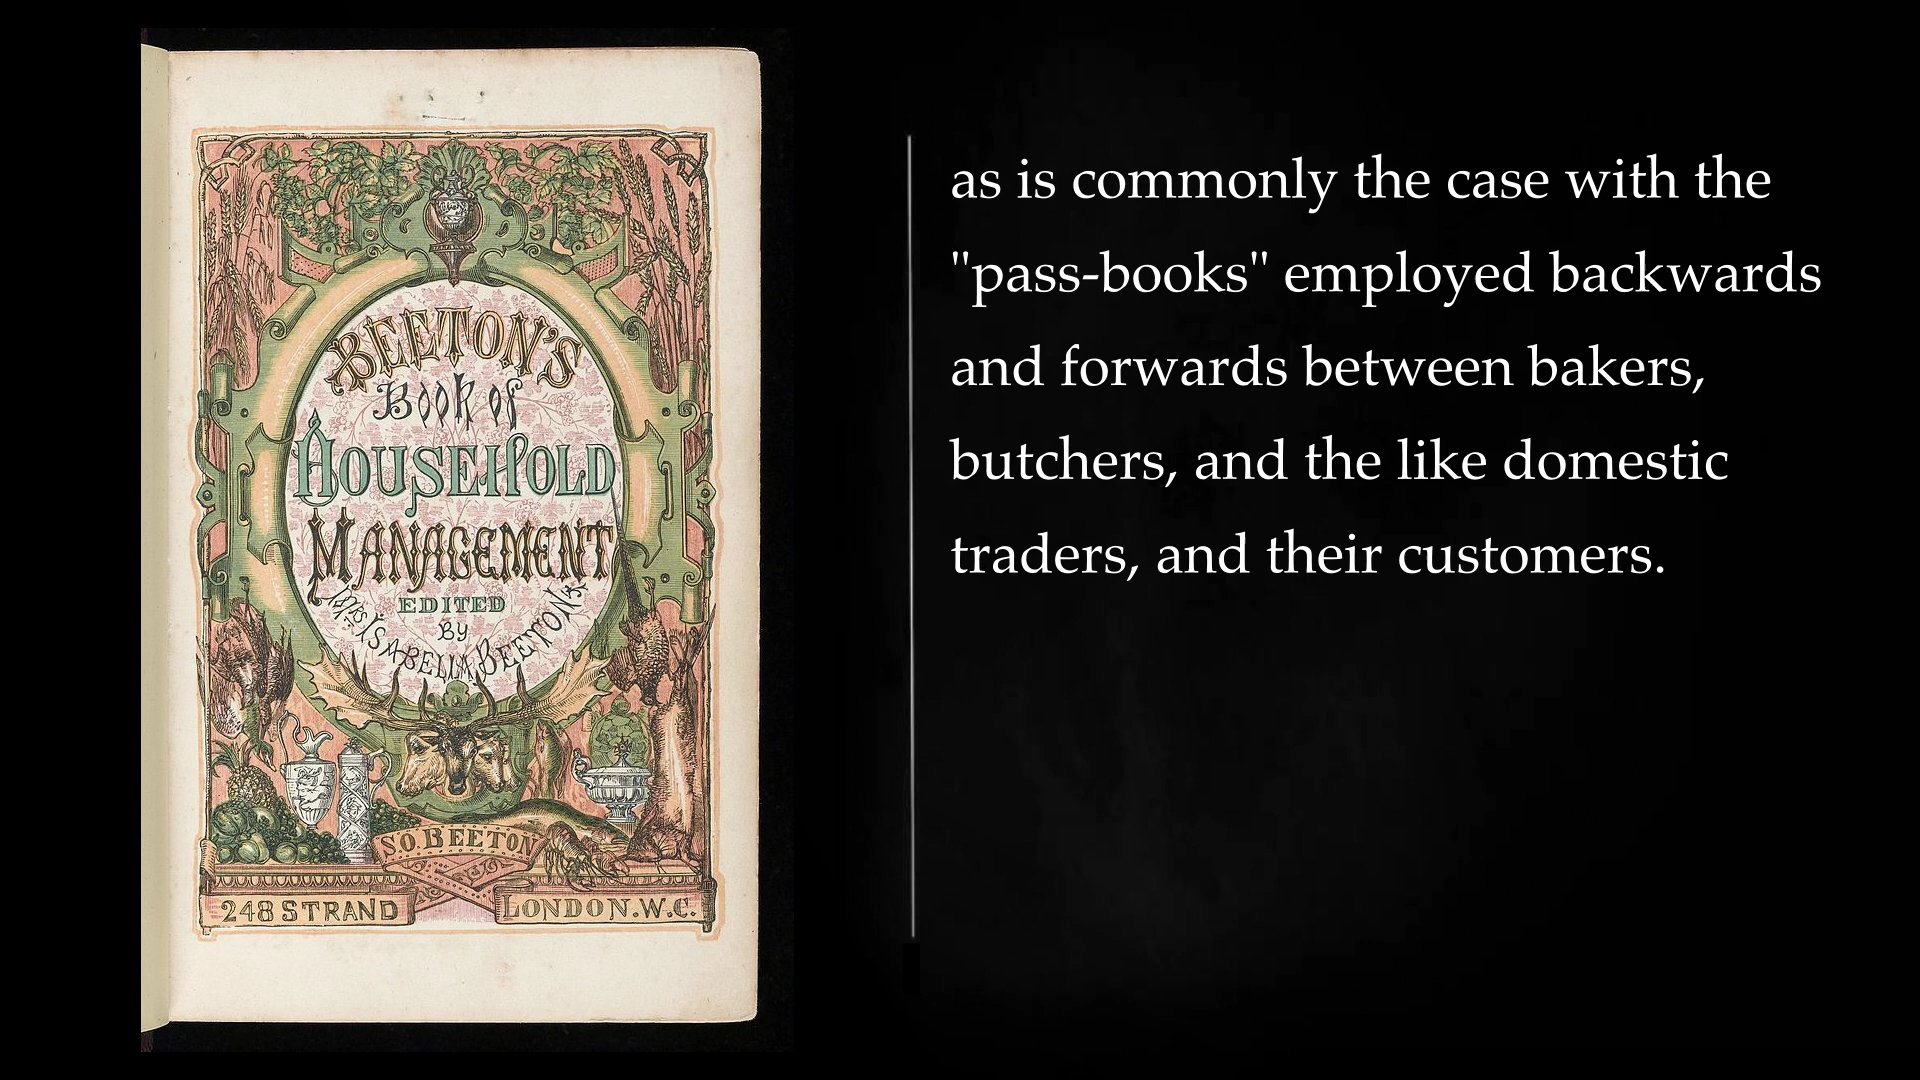 BEETON'S
BOOK OF
HOUSEHOLD
MANAGEMENT
EDITED
BY
MRS ISABELLA BEETON
S.O. BEETON
248 STRAND
LONDON. W.C.
as is commonly the case with the
"pass-books" employed backwards
and forwards between bakers,
butchers, and the like domestic
traders, and their customers.